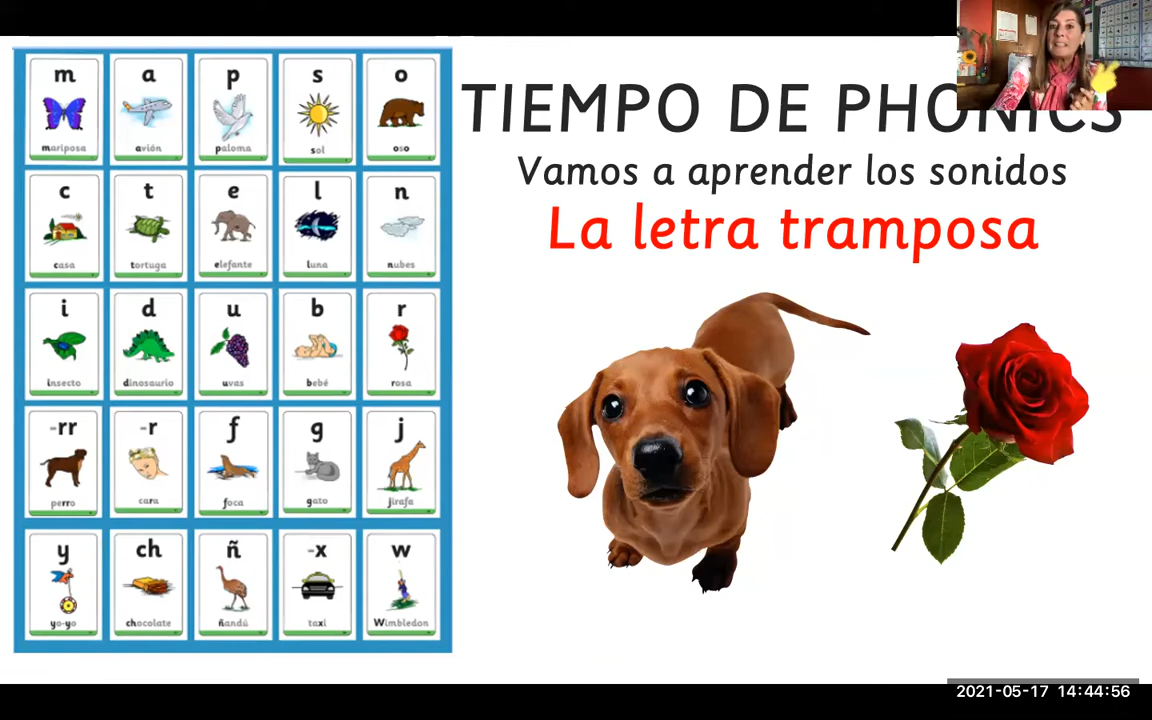 m a p s o
mariposa avión paloma sol oso
c t e l n
casa tortuga elefante luna nubes
i d u b r
insecto dinosaurio uvas bebé rosa
-rr -r f g j
perro cara foca gato jirafa
y ch ñ -x w
yo-yo chocolate ñandú taxi Wimbledon
TIEMPO DE PHONICS
Vamos a aprender los sonidos
La letra tramposa
2021-05-17 14:44:56